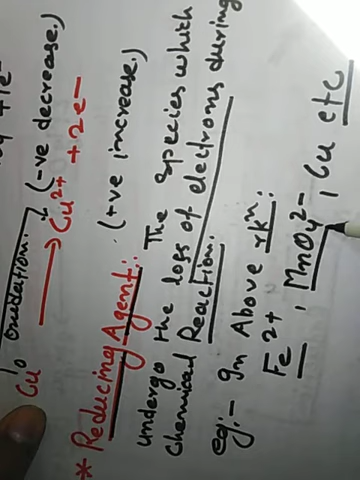 +1e-
oxidation. (-ve decrease.)
Cu → Cu2+ + 2e-
(+ve increase.)
* Reducing Agent: The species which
undergo the loss of electrons during
chemical Reaction.
eg:- In Above rxn:
Fe2+, MnO42-, Cu etc